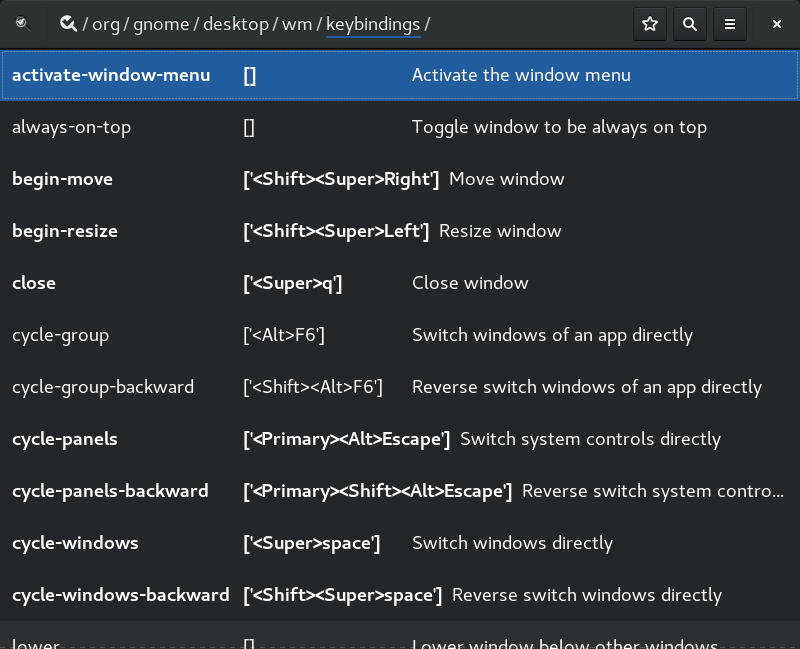 / org / gnome / desktop / wm / keybindings /
activate-window-menu [] Activate the window menu
always-on-top [] Toggle window to be always on top
begin-move ['<Shift><Super>Right'] Move window
begin-resize ['<Shift><Super>Left'] Resize window
close ['<Super>q'] Close window
cycle-group ['<Alt>F6'] Switch windows of an app directly
cycle-group-backward ['<Shift><Alt>F6'] Reverse switch windows of an app directly
cycle-panels ['<Primary><Alt>Escape'] Switch system controls directly
cycle-panels-backward ['<Primary><Shift><Alt>Escape'] Reverse switch system contro...
cycle-windows ['<Super>space'] Switch windows directly
cycle-windows-backward ['<Shift><Super>space'] Reverse switch windows directly
lower [] Lower window below other windows